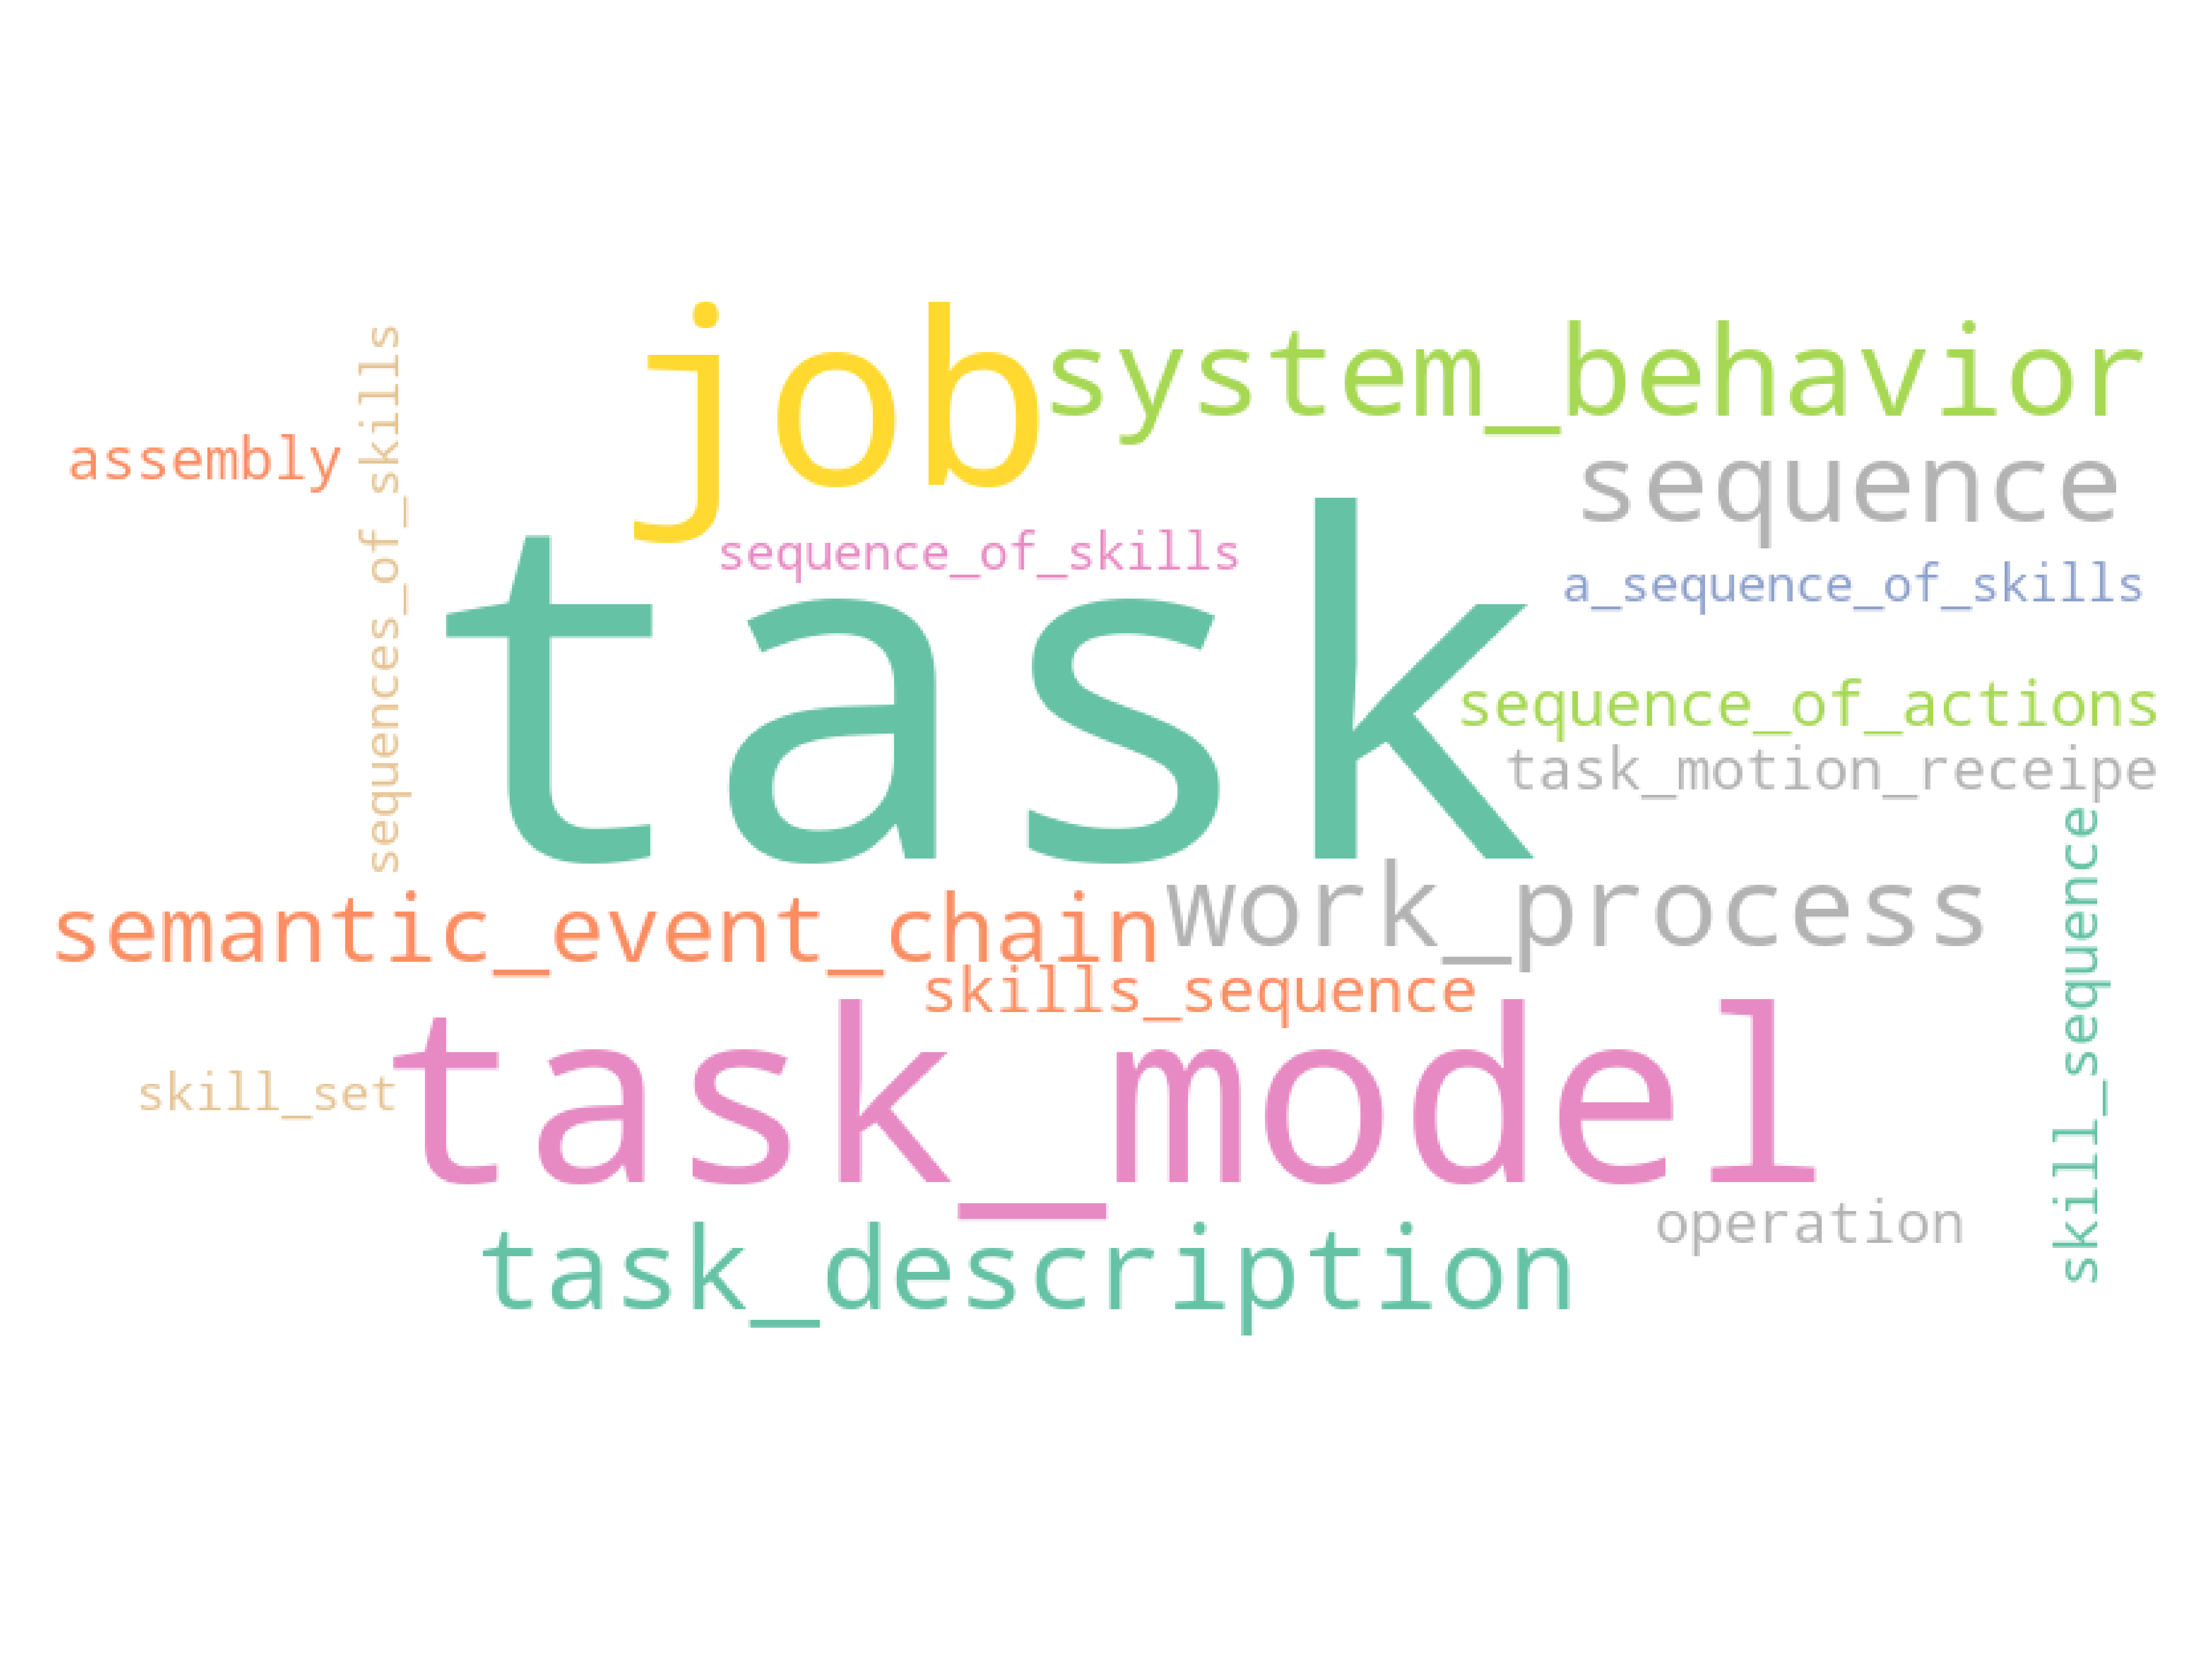 job
system_behavior
assembly
sequences_of_skills
sequence
sequence_of_skills
a_sequence_of_skills
task
sequence_of_actions
task_motion_receipe
semantic_event_chain
work_process
skill_sequence
skills_sequence
skill_set
task_model
operation
task_description